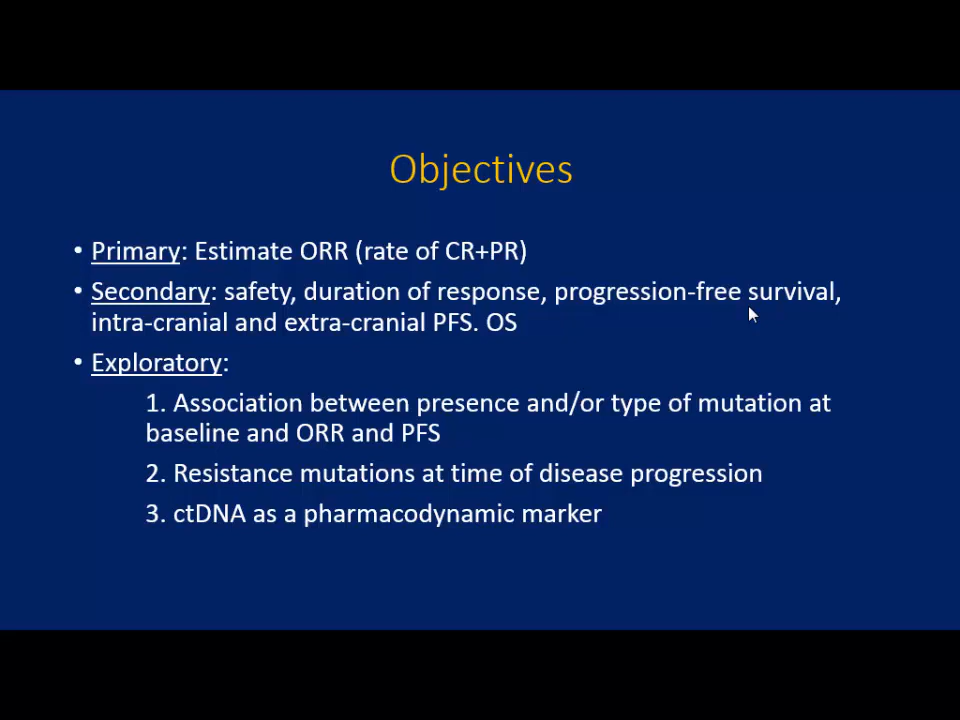 Objectives
• Primary: Estimate ORR (rate of CR+PR)
• Secondary: safety, duration of response, progression-free survival,
intra-cranial and extra-cranial PFS. OS
• Exploratory:
1. Association between presence and/or type of mutation at
baseline and ORR and PFS
2. Resistance mutations at time of disease progression
3. ctDNA as a pharmacodynamic marker